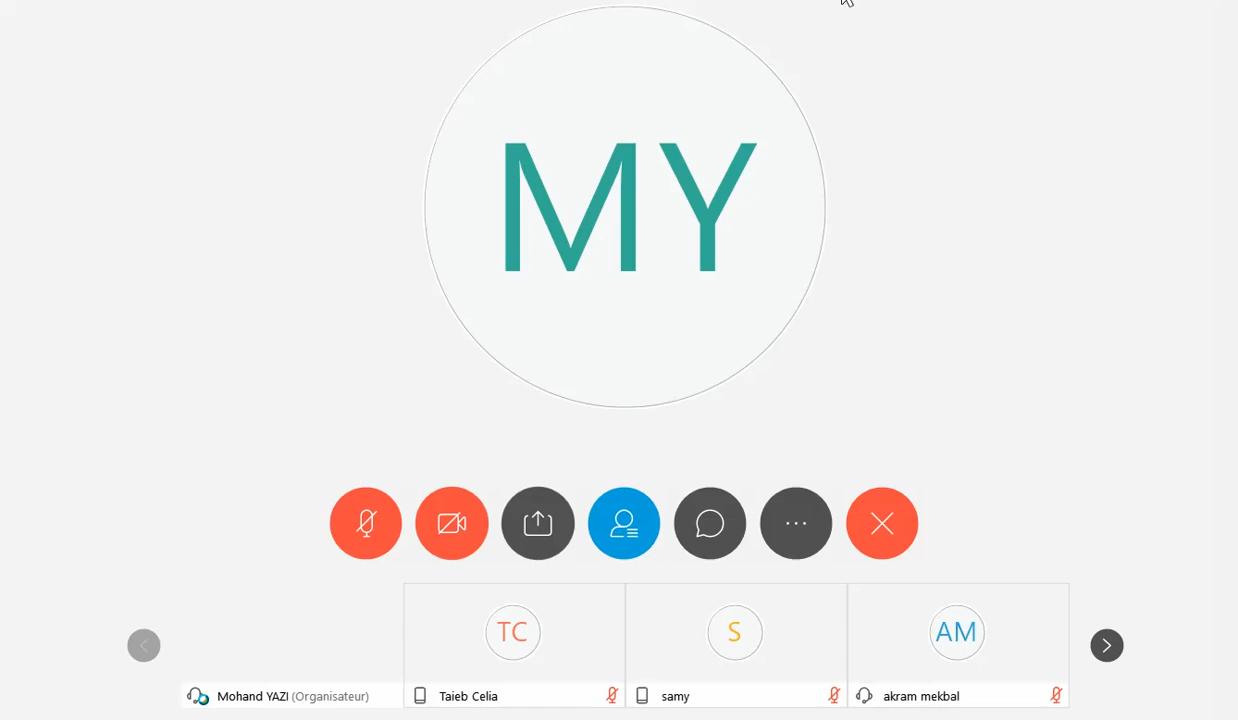 MY
TC
S
AM
Mohand YAZI (Organisateur)
Taieb Celia
samy
akram mekbal